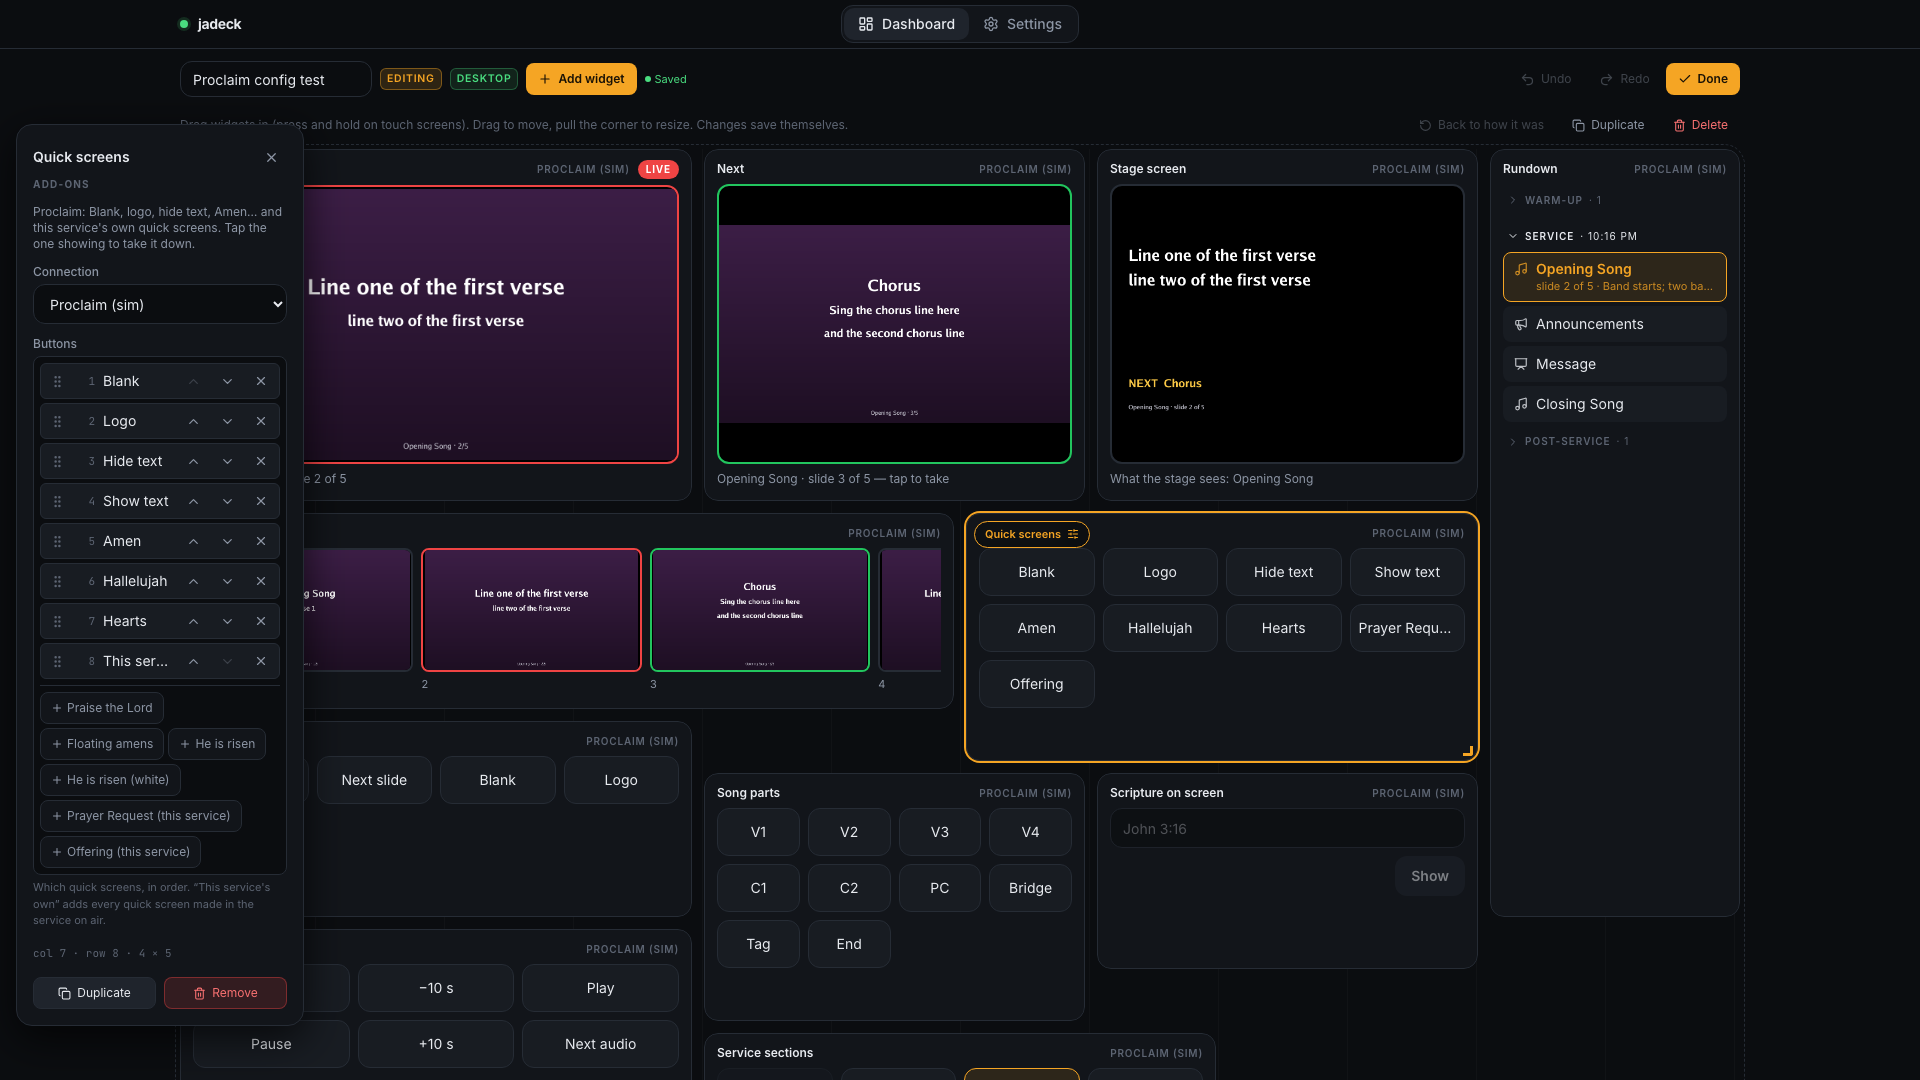 jadeck
Dashboard
Settings
Proclaim config test
EDITING
DESKTOP
Add widget
Saved
Undo
Redo
Done
press and hold on touch screens). Drag to move, pull the corner to resize. Changes save themselves.
Back to how it was
Duplicate
Delete
Quick screens
ADD-ONS
Proclaim: Blank, logo, hide text, Amen... and
this service's own quick screens. Tap the
one showing to take it down.
Connection
Proclaim (sim)
Buttons
1 Blank
2 Logo
3 Hide text
4 Show text
5 Amen
6 Hallelujah
7 Hearts
8 This ser...
+ Praise the Lord
+ Floating amens
+ He is risen
+ He is risen (white)
+ Prayer Request (this service)
+ Offering (this service)
Which quick screens, in order. "This service's
own" adds every quick screen made in the
service on air.
col 7 · row 8 · 4 × 5
Duplicate
Remove
PROCLAIM (SIM)
LIVE
Line one of the first verse
line two of the first verse
Opening Song · 2/5
e 2 of 5
Next
PROCLAIM (SIM)
Chorus
Sing the chorus line here
and the second chorus line
Opening Song · 3/5
Opening Song · slide 3 of 5 — tap to take
Stage screen
PROCLAIM (SIM)
Line one of the first verse
line two of the first verse
NEXT Chorus
Opening Song · slide 2 of 5
What the stage sees: Opening Song
Rundown
PROCLAIM (SIM)
WARM-UP · 1
SERVICE · 10:16 PM
Opening Song
slide 2 of 5 · Band starts; two ba...
Announcements
Message
Closing Song
POST-SERVICE · 1
PROCLAIM (SIM)
g Song
se 1
Line one of the first verse
line two of the first verse
2
Chorus
Sing the chorus line here
and the second chorus line
3
Line
4
Quick screens
PROCLAIM (SIM)
Blank
Logo
Hide text
Show text
Amen
Hallelujah
Hearts
Prayer Requ...
Offering
PROCLAIM (SIM)
Next slide
Blank
Logo
Song parts
PROCLAIM (SIM)
V1
V2
V3
V4
C1
C2
PC
Bridge
Tag
End
Scripture on screen
PROCLAIM (SIM)
John 3:16
Show
PROCLAIM (SIM)
−10 s
Play
Pause
+10 s
Next audio
Service sections
PROCLAIM (SIM)